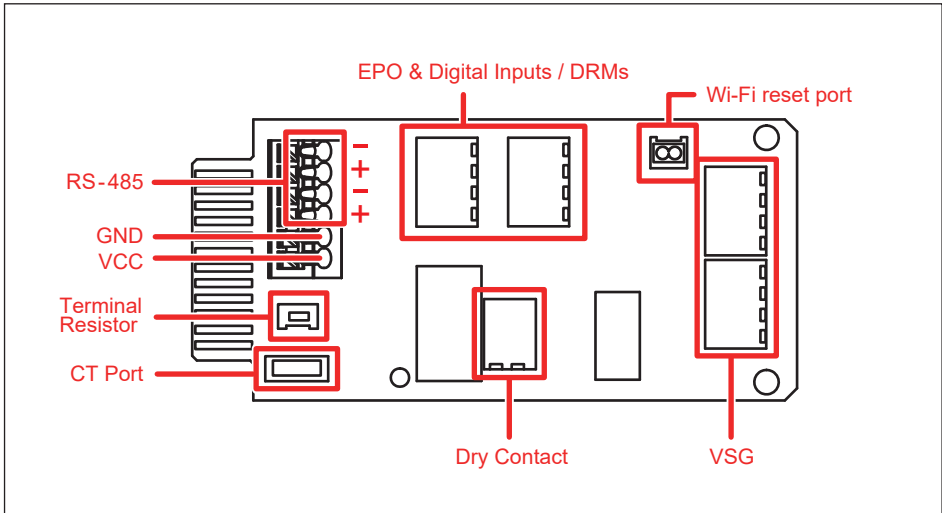 EPO & Digital Inputs / DRMs
Wi-Fi reset port
−
+
−
+
RS-485
GND
VCC
Terminal
Resistor
CT Port
Dry Contact
VSG